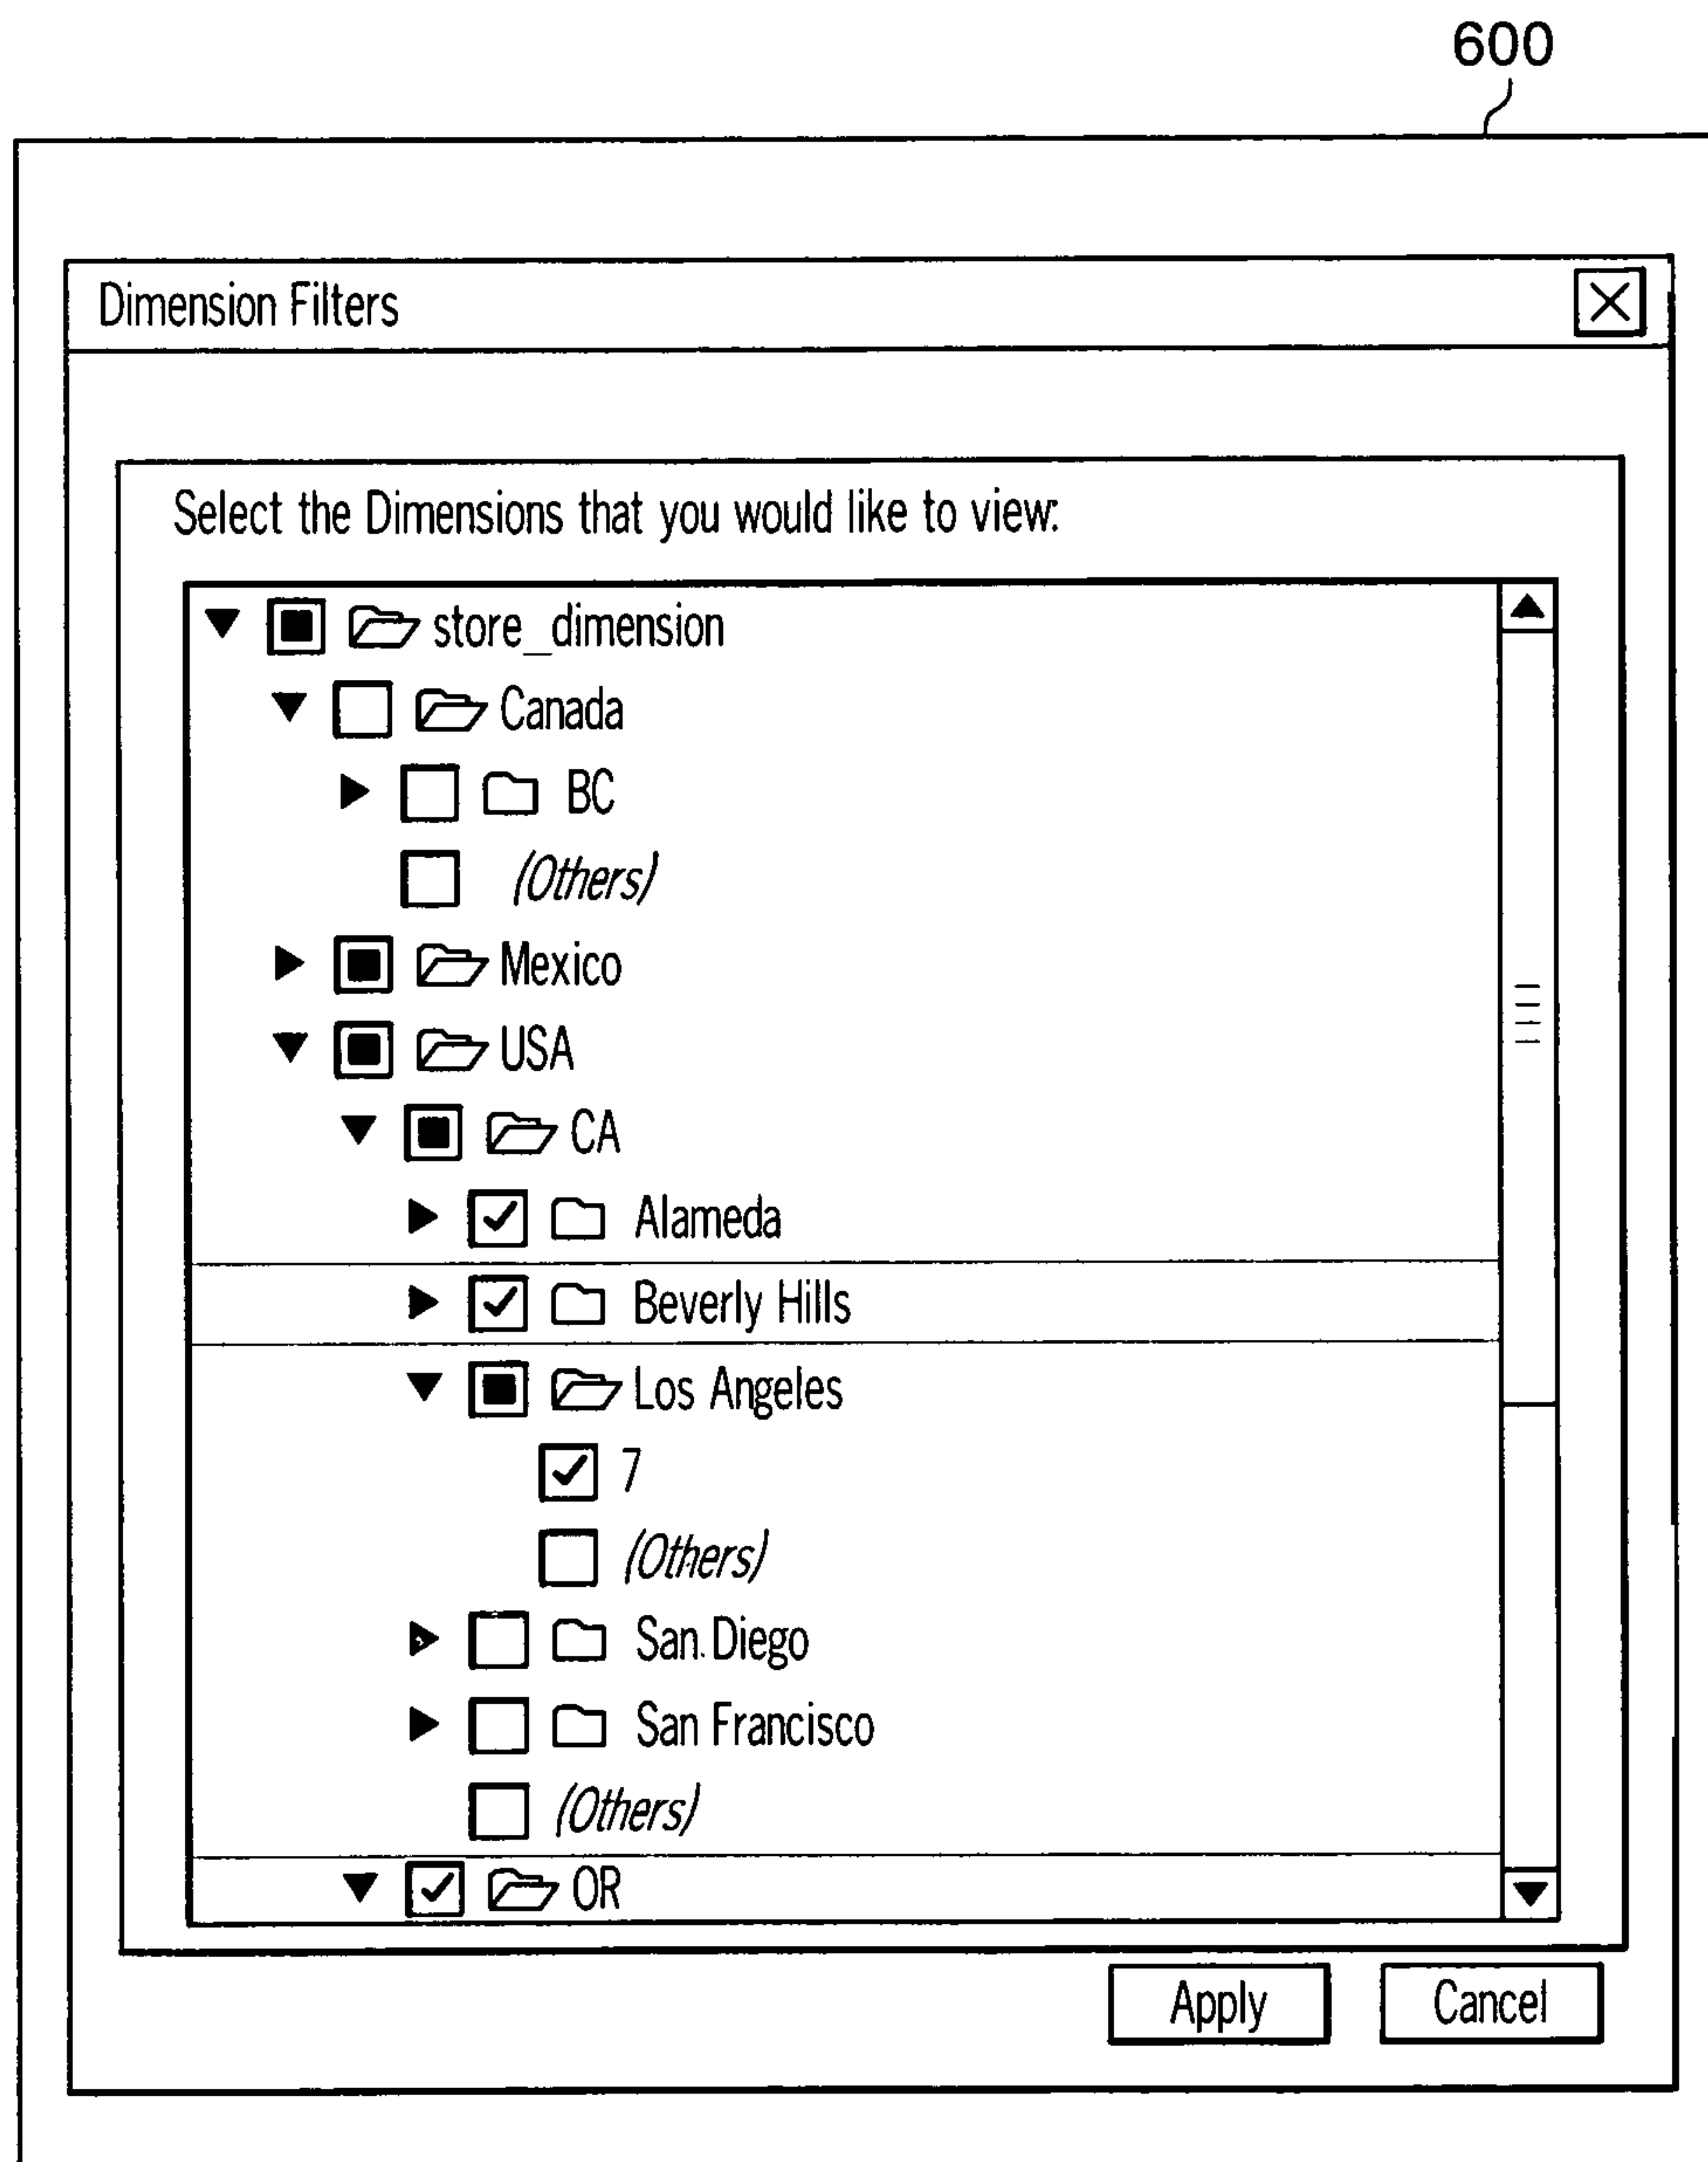 600
Dimension Filters
Select the Dimensions that you would like to view:
store_dimension
Canada
BC
(Others)
Mexico
USA
CA
Alameda
Beverly Hills
Los Angeles
7
(Others)
San Diego
San Francisco
(Others)
OR
Apply Cancel